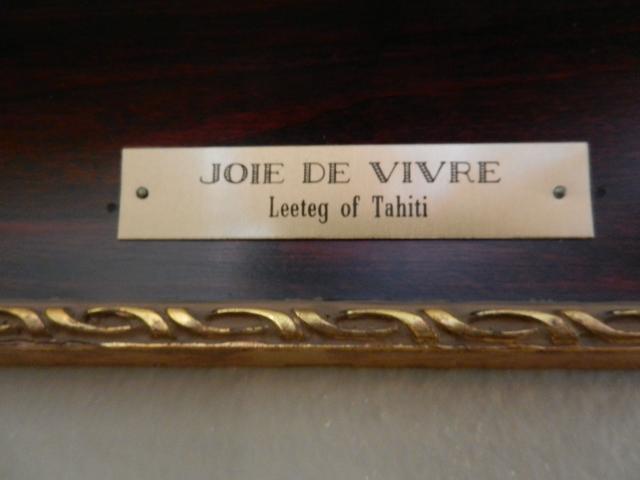 JOIE DE VIVRE
Leeteg of Tahiti